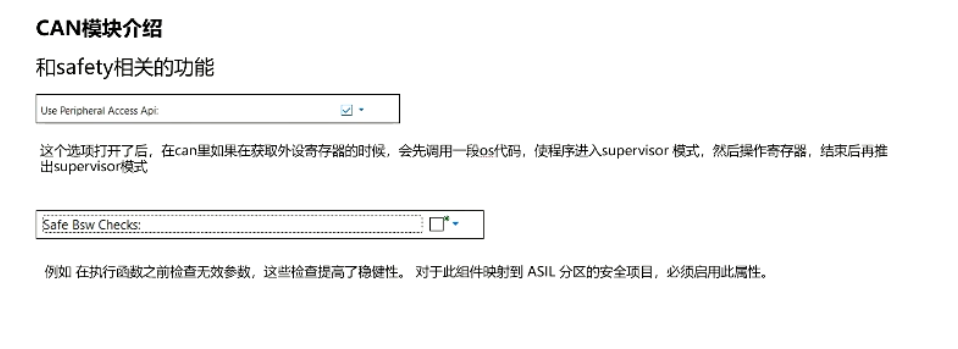 CAN模块介绍
和safety相关的功能
Use Peripheral Access Api:
这个选项打开了后，在can里如果在获取外设寄存器的时候，会先调用一段os代码，使程序进入supervisor 模式，然后操作寄存器，结束后再推
出supervisor模式
Safe Bsw Checks:
例如 在执行函数之前检查无效参数，这些检查提高了稳健性。 对于此组件映射到 ASIL 分区的安全项目，必须启用此属性。